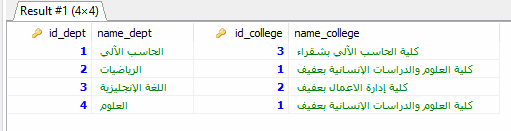 Result #1 (4×4)
id_dept name_dept id_college name_college
1 الحاسب الآلي 3 كلية الحاسب الآلي بشقراء
2 الرياضيات 1 كلية العلوم والدراسات الإنسانية بعفيف
3 اللغة الإنجليزية 2 كلية إدارة الاعمال بعفيف
4 العلوم 1 كلية العلوم والدراسات الإنسانية بعفيف